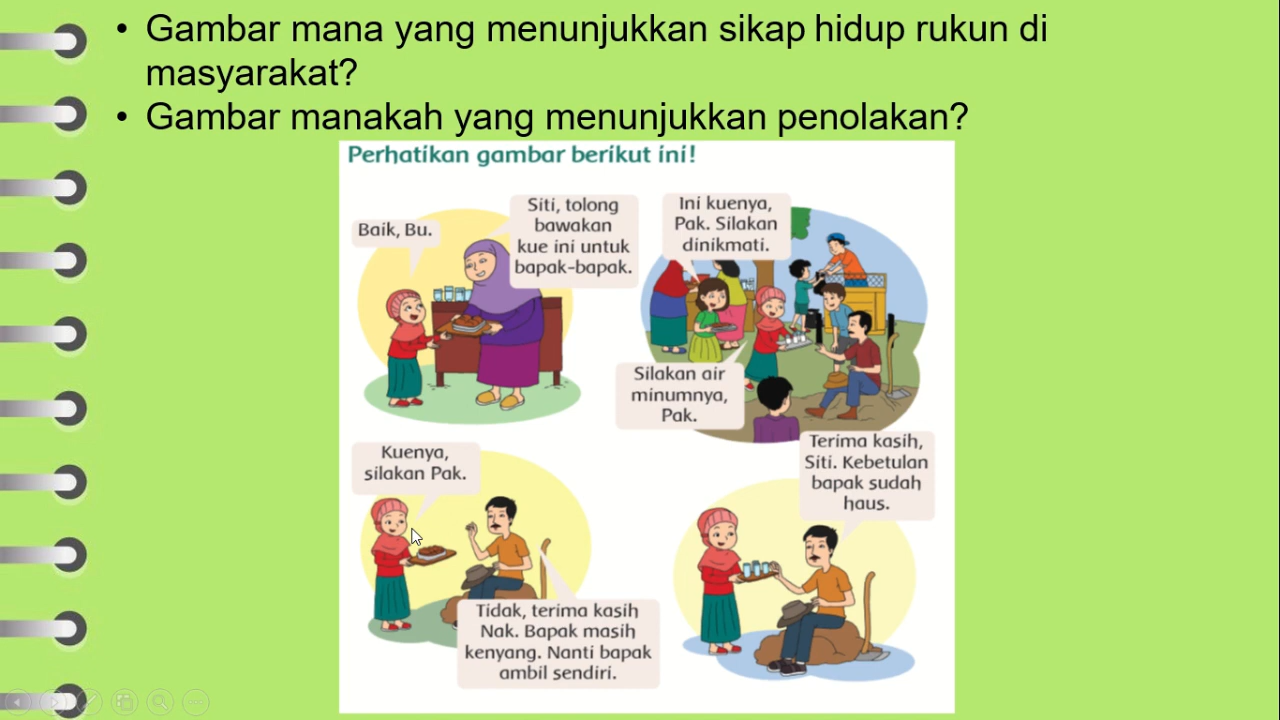 • Gambar mana yang menunjukkan sikap hidup rukun di
masyarakat?
• Gambar manakah yang menunjukkan penolakan?
Perhatikan gambar berikut ini!
Baik, Bu.
Siti, tolong
bawakan
kue ini untuk
bapak-bapak.
Ini kuenya,
Pak. Silakan
dinikmati.
Silakan air
minumnya,
Pak.
Kuenya,
silakan Pak.
Tidak, terima kasih
Nak. Bapak masih
kenyang. Nanti bapak
ambil sendiri.
Terima kasih,
Siti. Kebetulan
bapak sudah
haus.